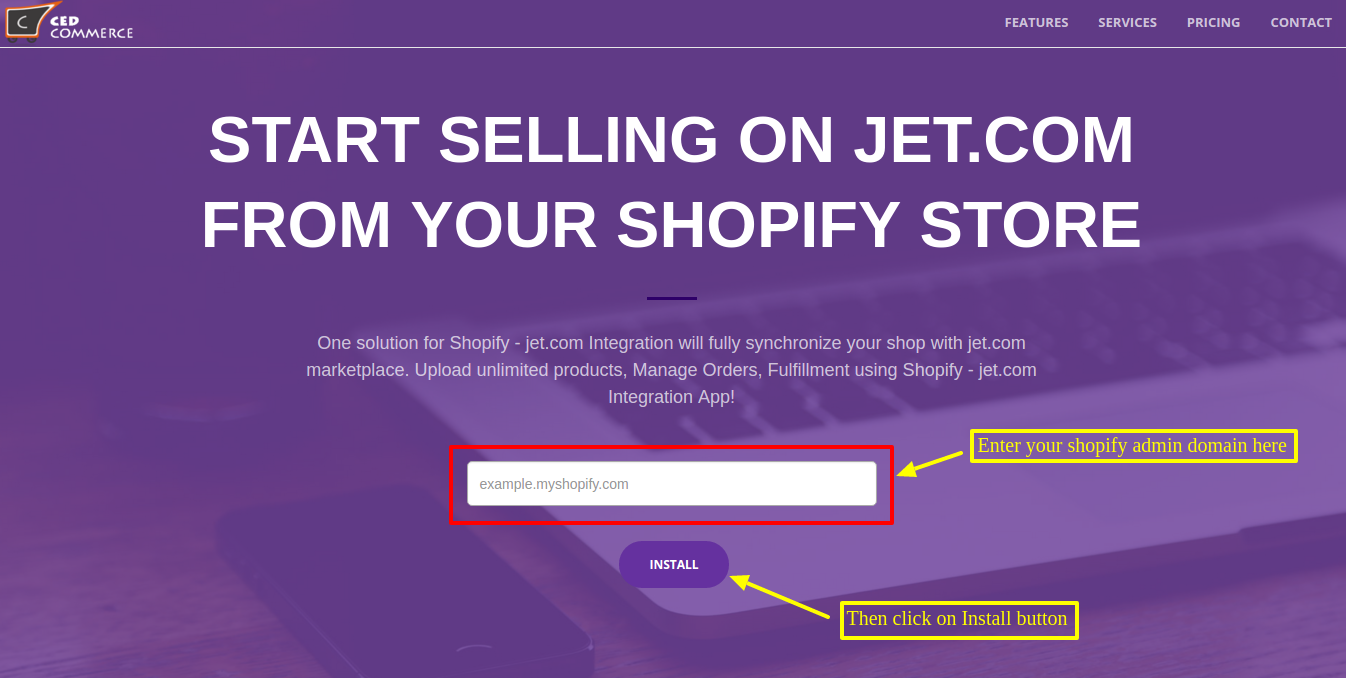 CED
COMMERCE
FEATURES SERVICES PRICING CONTACT
START SELLING ON JET.COM
FROM YOUR SHOPIFY STORE
One solution for Shopify - jet.com Integration will fully synchronize your shop with jet.com
marketplace. Upload unlimited products, Manage Orders, Fulfillment using Shopify - jet.com
Integration App!
Enter your shopify admin domain here
example.myshopify.com
INSTALL
Then click on Install button